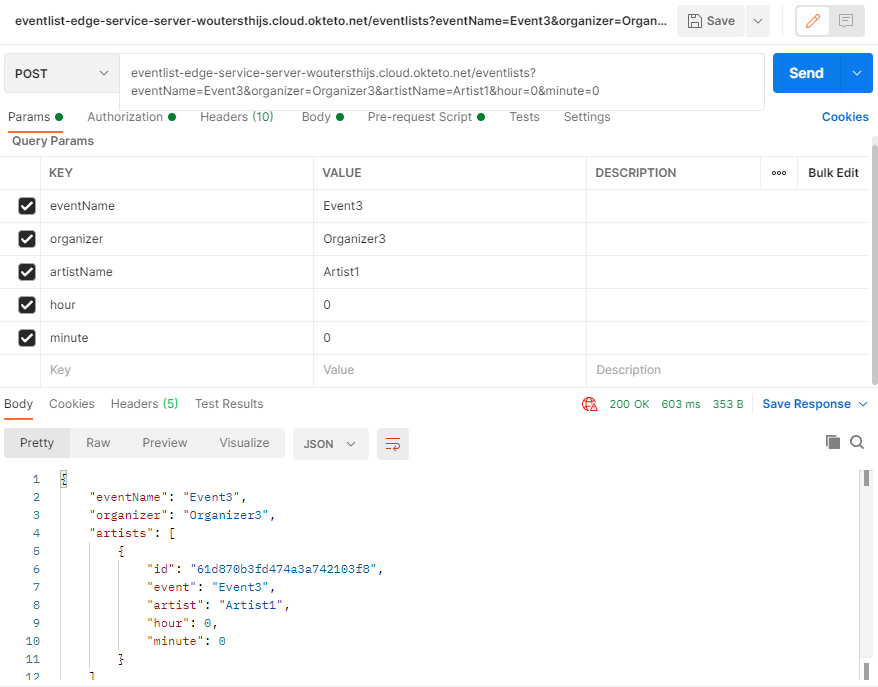 eventlist-edge-service-server-woutersthijs.cloud.okteto.net/eventlists?eventName=Event3&organizer=Organ... Save
POST eventlist-edge-service-server-woutersthijs.cloud.okteto.net/eventlists?
eventName=Event3&organizer=Organizer3&artistName=Artist1&hour=0&minute=0 Send
Params Authorization Headers (10) Body Pre-request Script Tests Settings Cookies
Query Params
KEY VALUE DESCRIPTION ooo Bulk Edit
eventName Event3
organizer Organizer3
artistName Artist1
hour 0
minute 0
Key Value Description
Body Cookies Headers (5) Test Results 200 OK 603 ms 353 B Save Response
Pretty Raw Preview Visualize JSON
1 {
2 "eventName": "Event3",
3 "organizer": "Organizer3",
4 "artists": [
5 {
6 "id": "61d870b3fd474a3a742103f8",
7 "event": "Event3",
8 "artist": "Artist1",
9 "hour": 0,
10 "minute": 0
11 }
12 ]